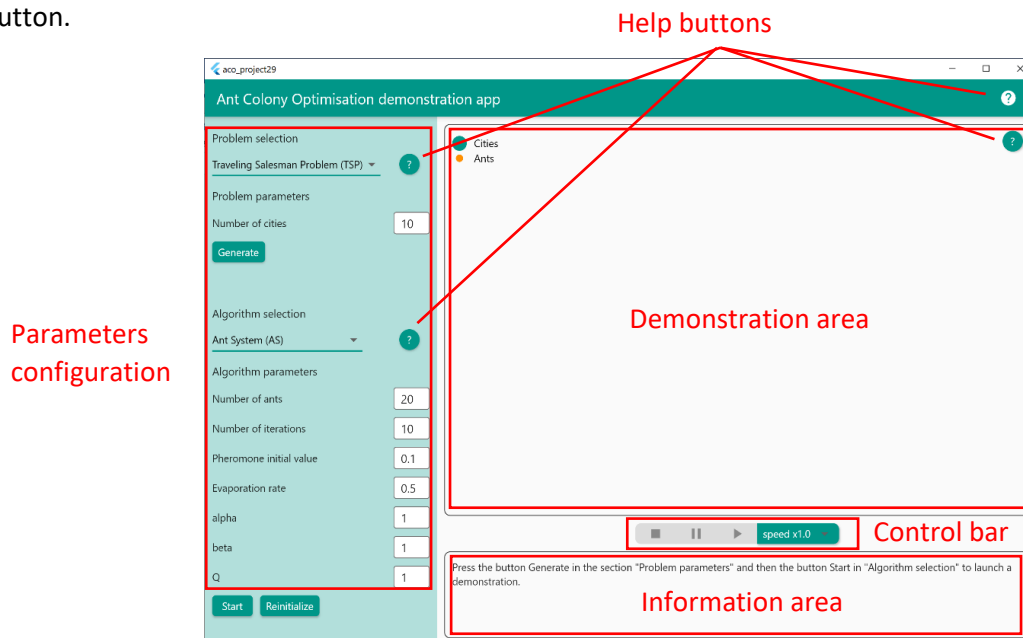 utton.
Help buttons
aco_project29
Ant Colony Optimisation demonstration app
?
Problem selection
Traveling Salesman Problem (TSP)
?
Problem parameters
Number of cities 10
Generate
Algorithm selection
Ant System (AS)
?
Algorithm parameters
Number of ants 20
Number of iterations 10
Pheromone initial value 0.1
Evaporation rate 0.5
alpha 1
beta 1
Q 1
Start Reinitialize
Parameters
configuration
Cities
Ants
?
Demonstration area
speed x1.0
Control bar
Press the button Generate in the section "Problem parameters" and then the button Start in "Algorithm selection" to launch a
demonstration.
Information area